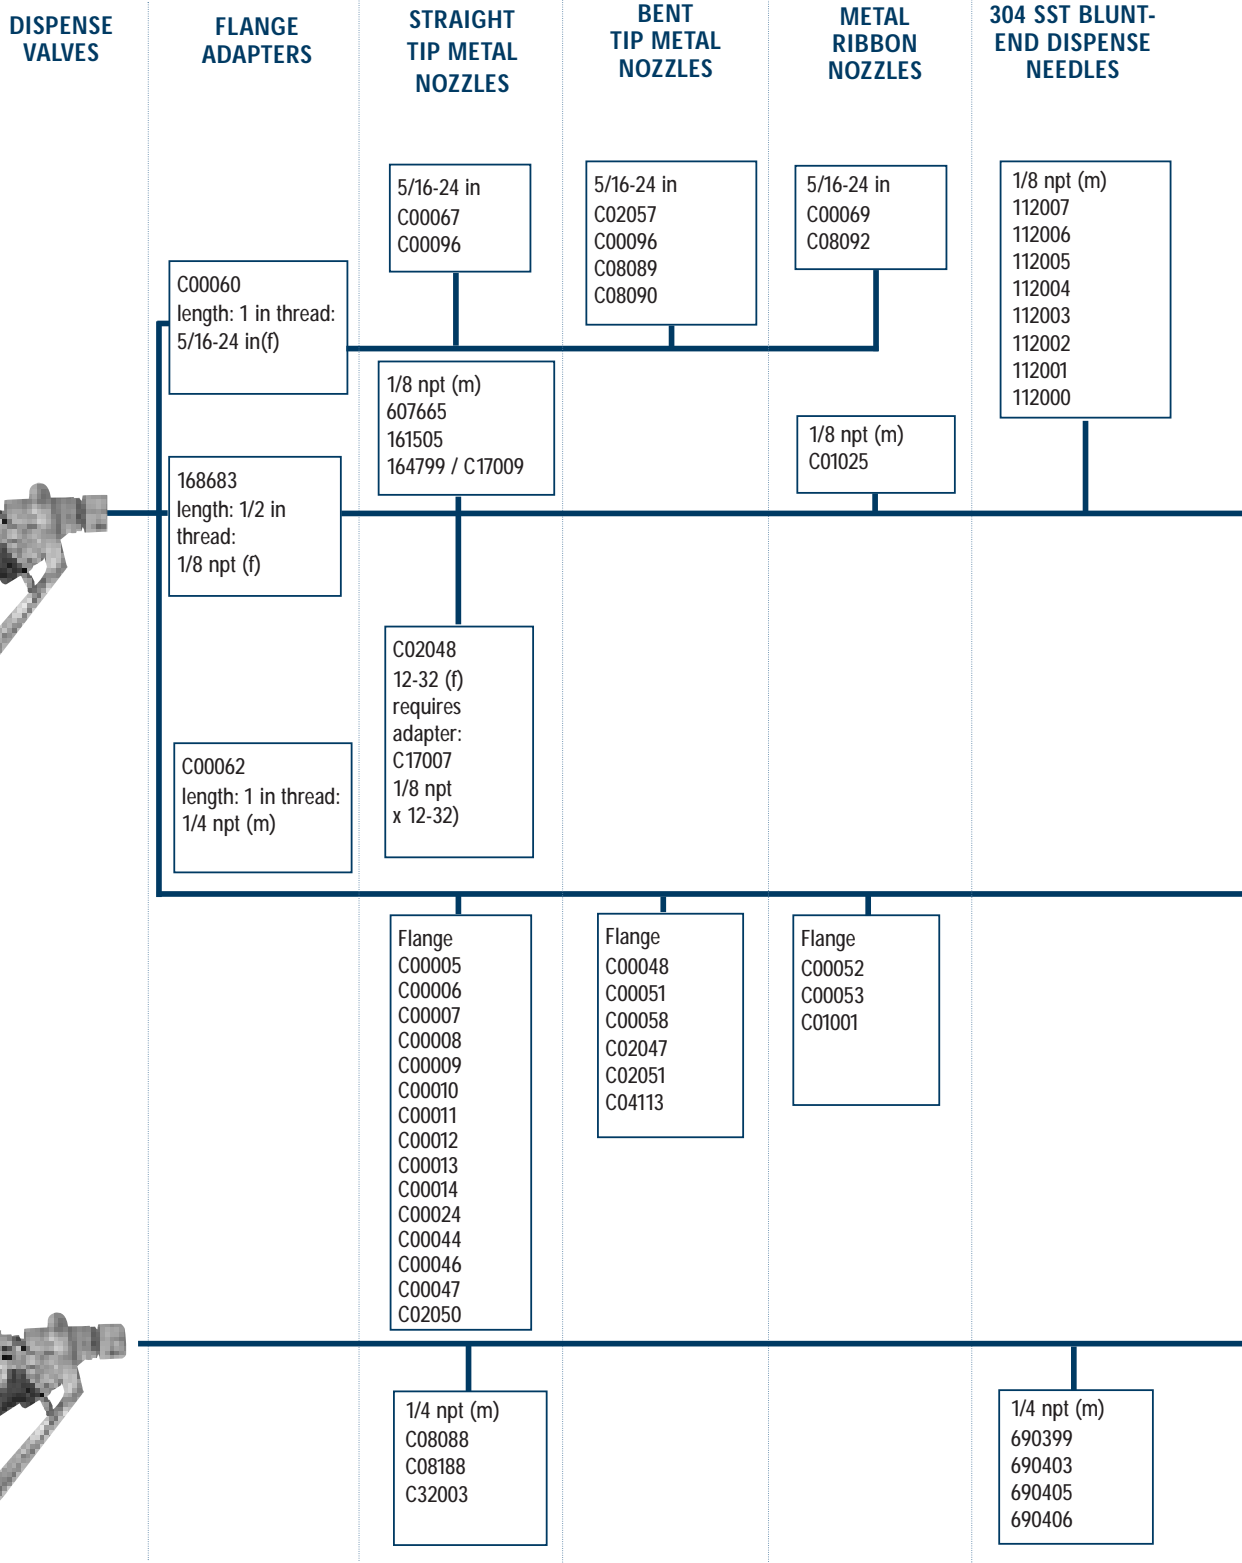 DISPENSE
VALVES
FLANGE
ADAPTERS
STRAIGHT
TIP METAL
NOZZLES
BENT
TIP METAL
NOZZLES
METAL
RIBBON
NOZZLES
304 SST BLUNT-
END DISPENSE
NEEDLES
C00060
length: 1 in thread:
5/16-24 in(f)
5/16-24 in
C00067
C00096
5/16-24 in
C02057
C00096
C08089
C08090
5/16-24 in
C00069
C08092
1/8 npt (m)
112007
112006
112005
112004
112003
112002
112001
112000
168683
length: 1/2 in
thread:
1/8 npt (f)
1/8 npt (m)
607665
161505
164799 / C17009
1/8 npt (m)
C01025
C02048
12-32 (f)
requires
adapter:
C17007
1/8 npt
x 12-32)
C00062
length: 1 in thread:
1/4 npt (m)
Flange
C00005
C00006
C00007
C00008
C00009
C00010
C00011
C00012
C00013
C00014
C00024
C00044
C00046
C00047
C02050
Flange
C00048
C00051
C00058
C02047
C02051
C04113
Flange
C00052
C00053
C01001
1/4 npt (m)
C08088
C08188
C32003
1/4 npt (m)
690399
690403
690405
690406